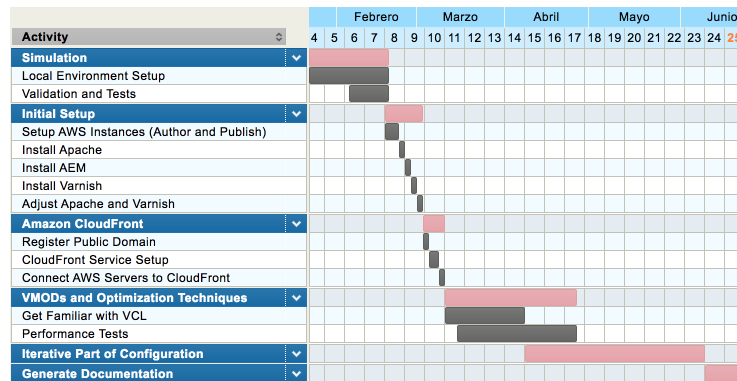 Febrero Marzo Abril Mayo Junio
Activity 4 5 6 7 8 9 10 11 12 13 14 15 16 17 18 19 20 21 22 23 24 25
Simulation
Local Environment Setup
Validation and Tests
Initial Setup
Setup AWS Instances (Author and Publish)
Install Apache
Install AEM
Install Varnish
Adjust Apache and Varnish
Amazon CloudFront
Register Public Domain
CloudFront Service Setup
Connect AWS Servers to CloudFront
VMODs and Optimization Techniques
Get Familiar with VCL
Performance Tests
Iterative Part of Configuration
Generate Documentation